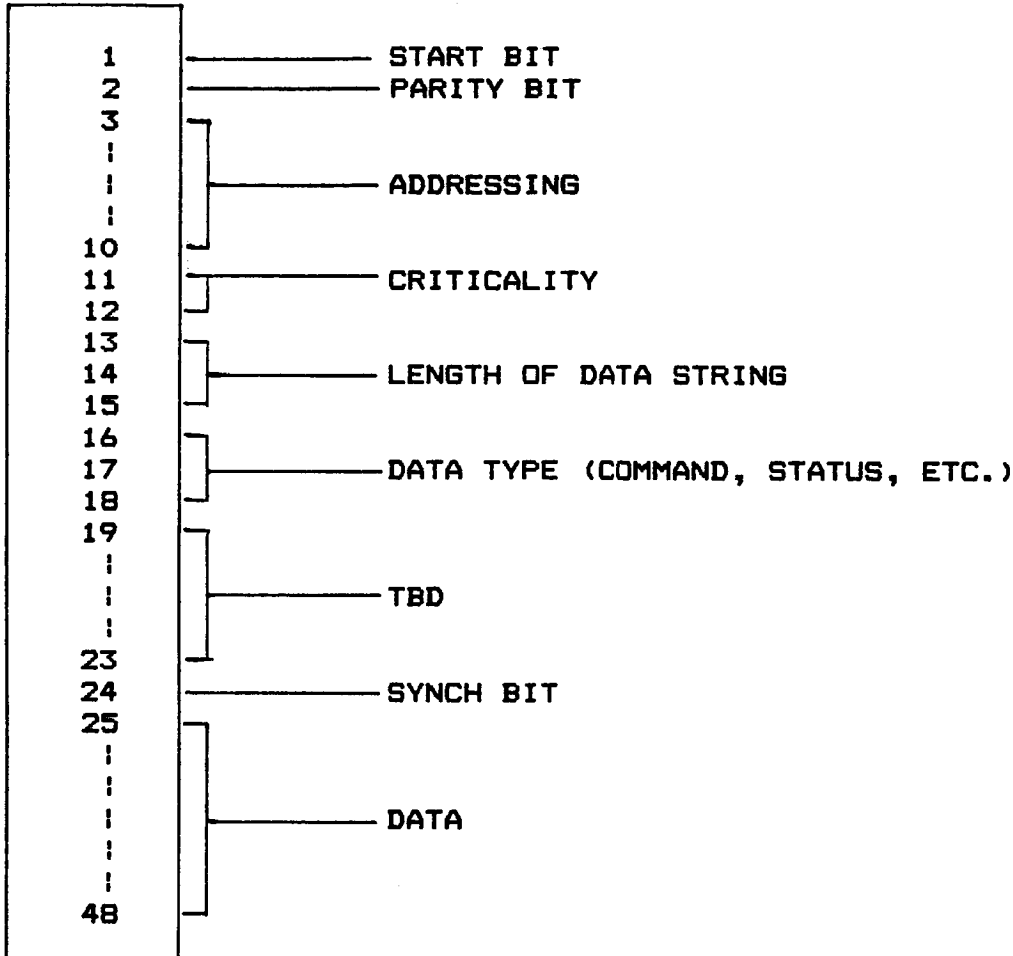 1 START BIT
2 PARITY BIT
3
ADDRESSING
10
11 CRITICALITY
12
13
14 LENGTH OF DATA STRING
15
16
17 DATA TYPE (COMMAND, STATUS, ETC.)
18
19
TBD
23
24 SYNCH BIT
25
DATA
48